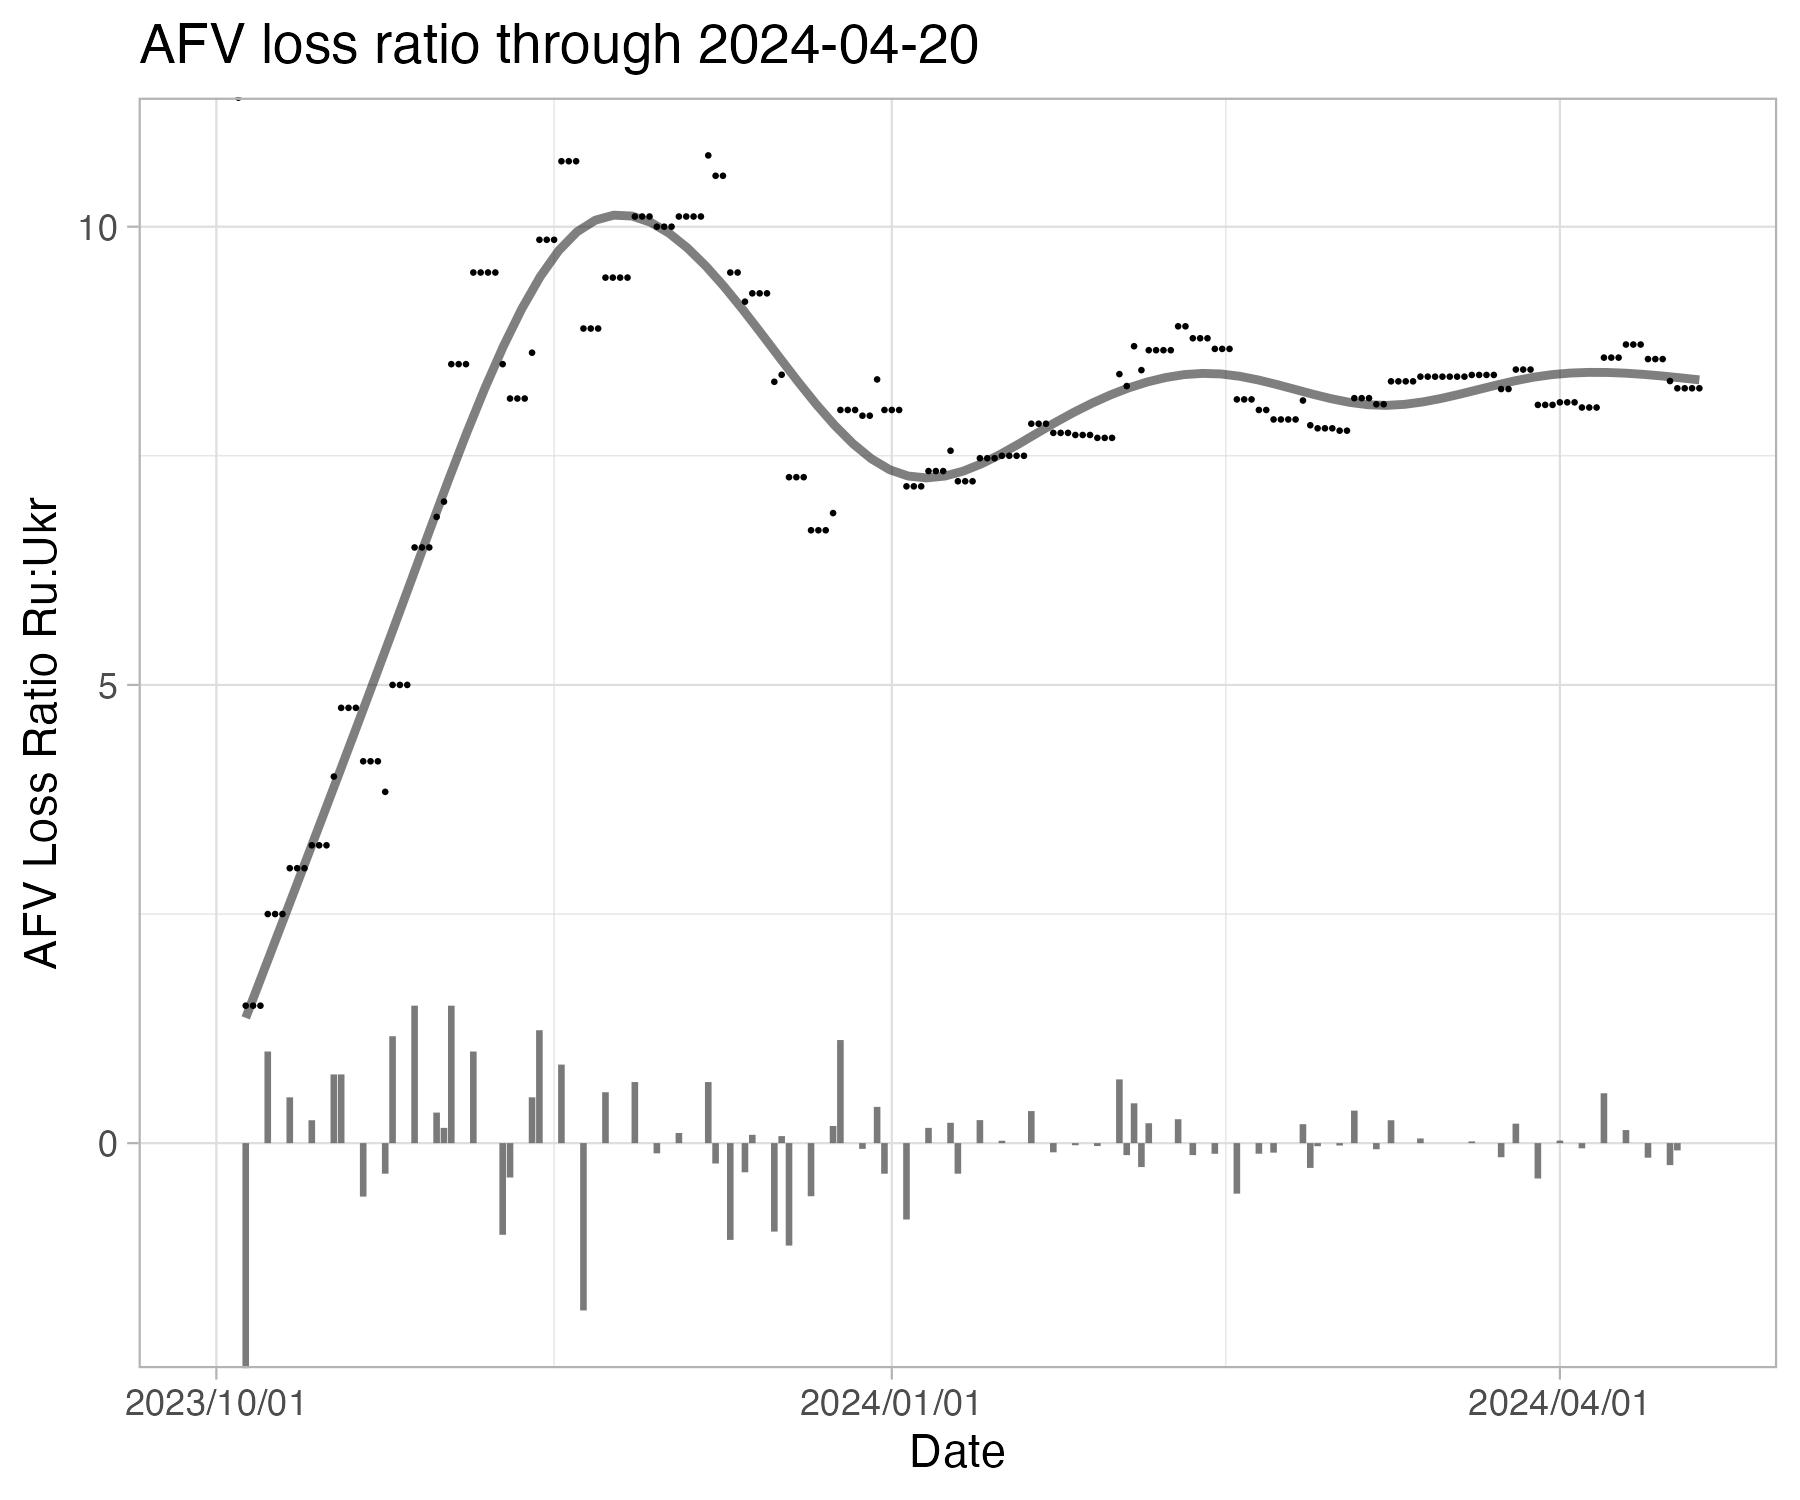 AFV loss ratio through 2024-04-20
AFV Loss Ratio Ru:Ukr
10
5
0
2023/10/01
2024/01/01
2024/04/01
Date